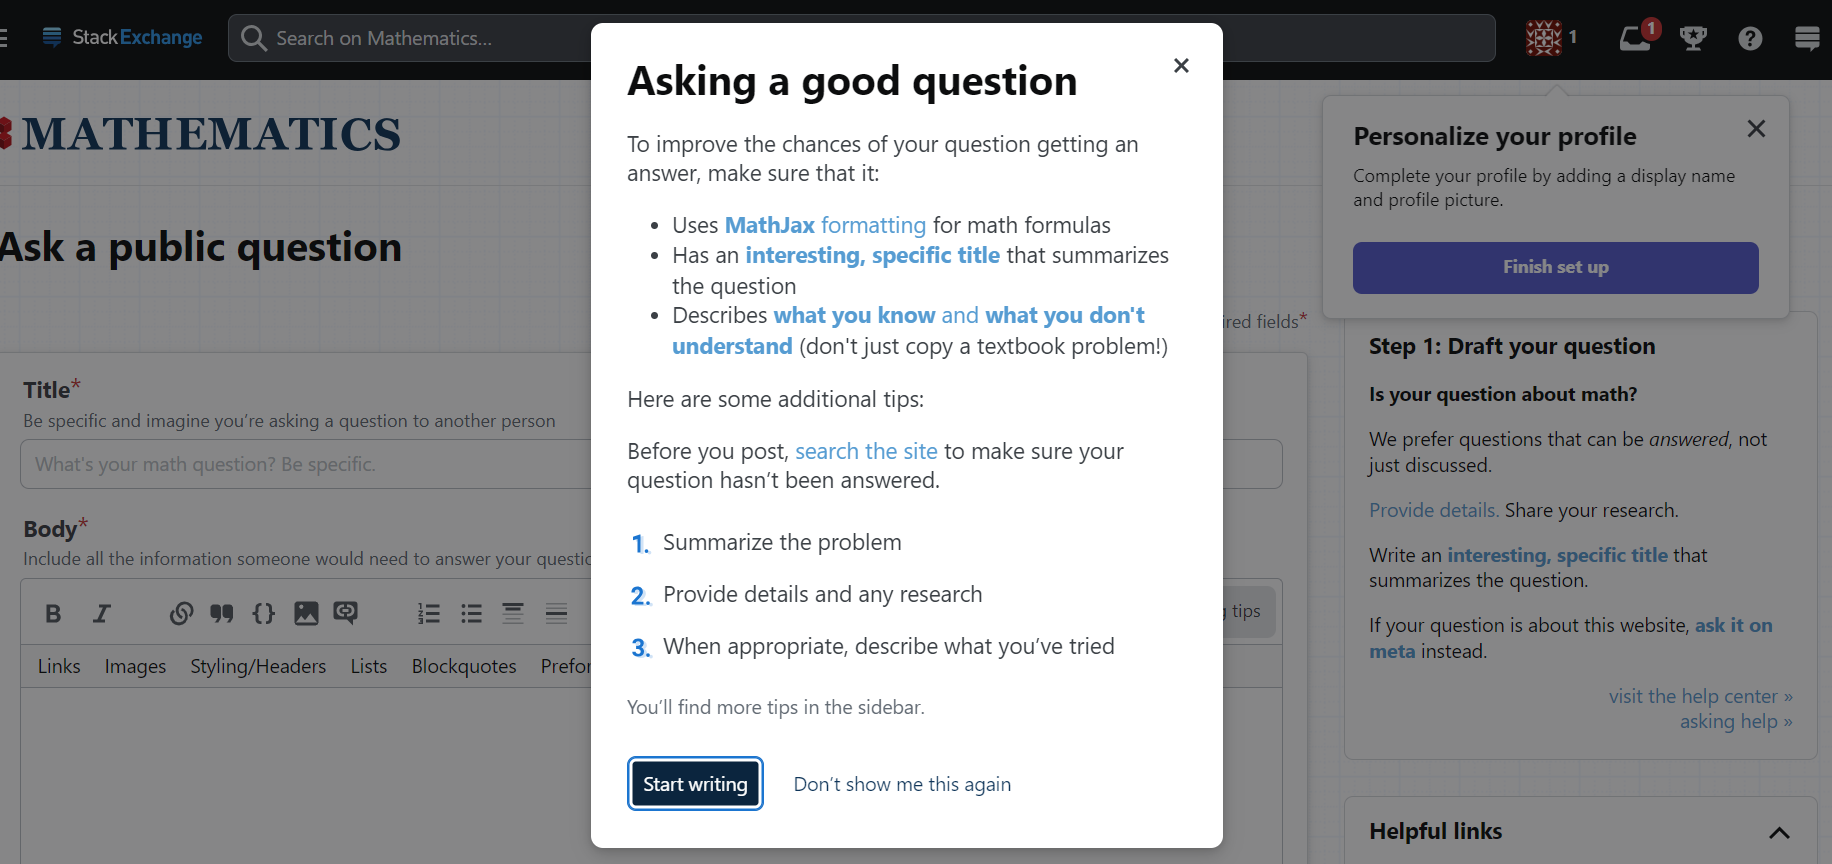 StackExchange
Search on Mathematics...
1
1
MATHEMATICS
Ask a public question
Title*
Be specific and imagine you're asking a question to another person
What's your math question? Be specific.
Body*
Include all the information someone would need to answer your
Links Images Styling/Headers Lists Blockquotes
tips
fields*
Asking a good question
To improve the chances of your question getting an
answer, make sure that it:
• Uses MathJax formatting for math formulas
• Has an interesting, specific title that summarizes
the question
• Describes what you know and what you don't
understand (don't just copy a textbook problem!)
Here are some additional tips:
Before you post, search the site to make sure your
question hasn’t been answered.
1. Summarize the problem
2. Provide details and any research
3. When appropriate, describe what you’ve tried
You’ll find more tips in the sidebar.
Start writing Don’t show me this again
Personalize your profile
Complete your profile by adding a display name
and profile picture.
Finish set up
Step 1: Draft your question
Is your question about math?
We prefer questions that can be answered, not
just discussed.
Provide details. Share your research.
Write an interesting, specific title that
summarizes the question.
If your question is about this website, ask it on
meta instead.
visit the help center »
asking help »
Helpful links